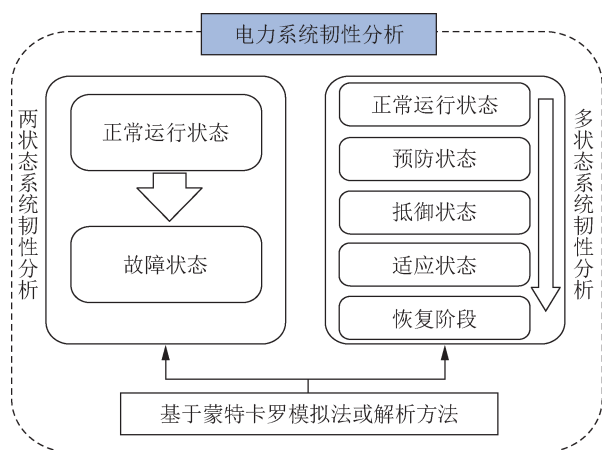 电力系统韧性分析
两状态系统韧性分析
正常运行状态
故障状态
正常运行状态
预防状态
抵御状态
适应状态
恢复阶段
多状态系统韧性分析
基于蒙特卡罗模拟法或解析方法